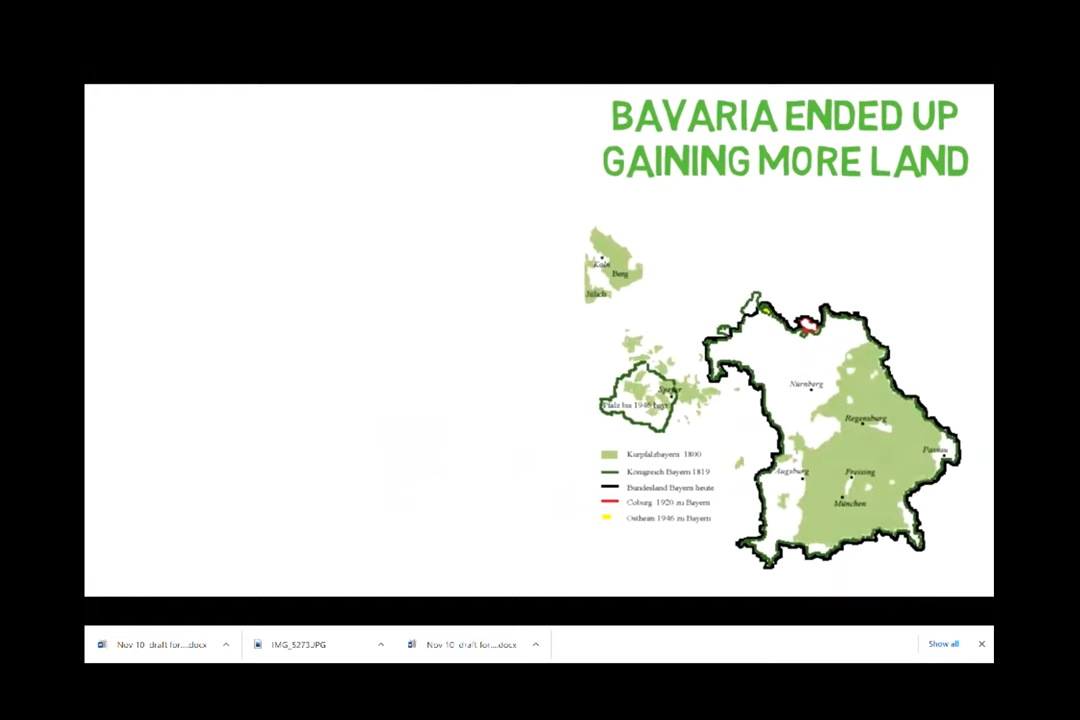 BAVARIA ENDED UP
GAINING MORE LAND
Köln
Berg
Jülich
Nürnberg
Speyer
Pfalz bis 1946 bayr.
Regensburg
Passau
Kurpfalzbayern 1800
Königreich Bayern 1819
Bundesland Bayern heute
Coburg 1920 zu Bayern
Ostheim 1946 zu Bayern
Augsburg
Freising
München
Nov 10 draft for....docx
IMG_5273.JPG
Nov 10 draft for....docx
Show all